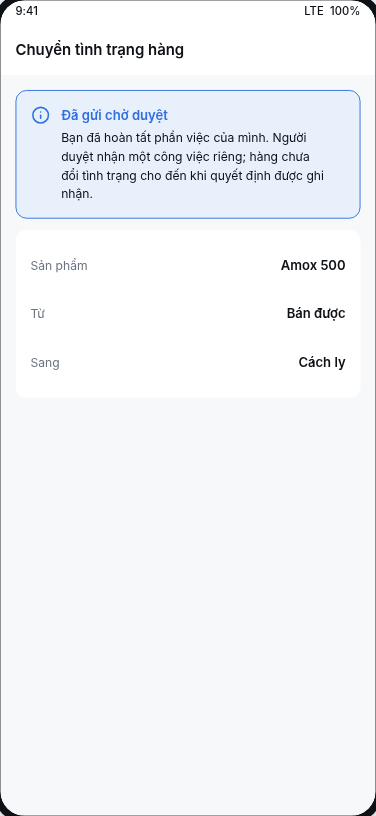 9:41 LTE 100%
Chuyển tình trạng hàng
Đã gửi chờ duyệt
Bạn đã hoàn tất phần việc của mình. Người
duyệt nhận một công việc riêng; hàng chưa
đổi tình trạng cho đến khi quyết định được ghi
nhận.
Sản phẩm Amox 500
Từ Bán được
Sang Cách ly